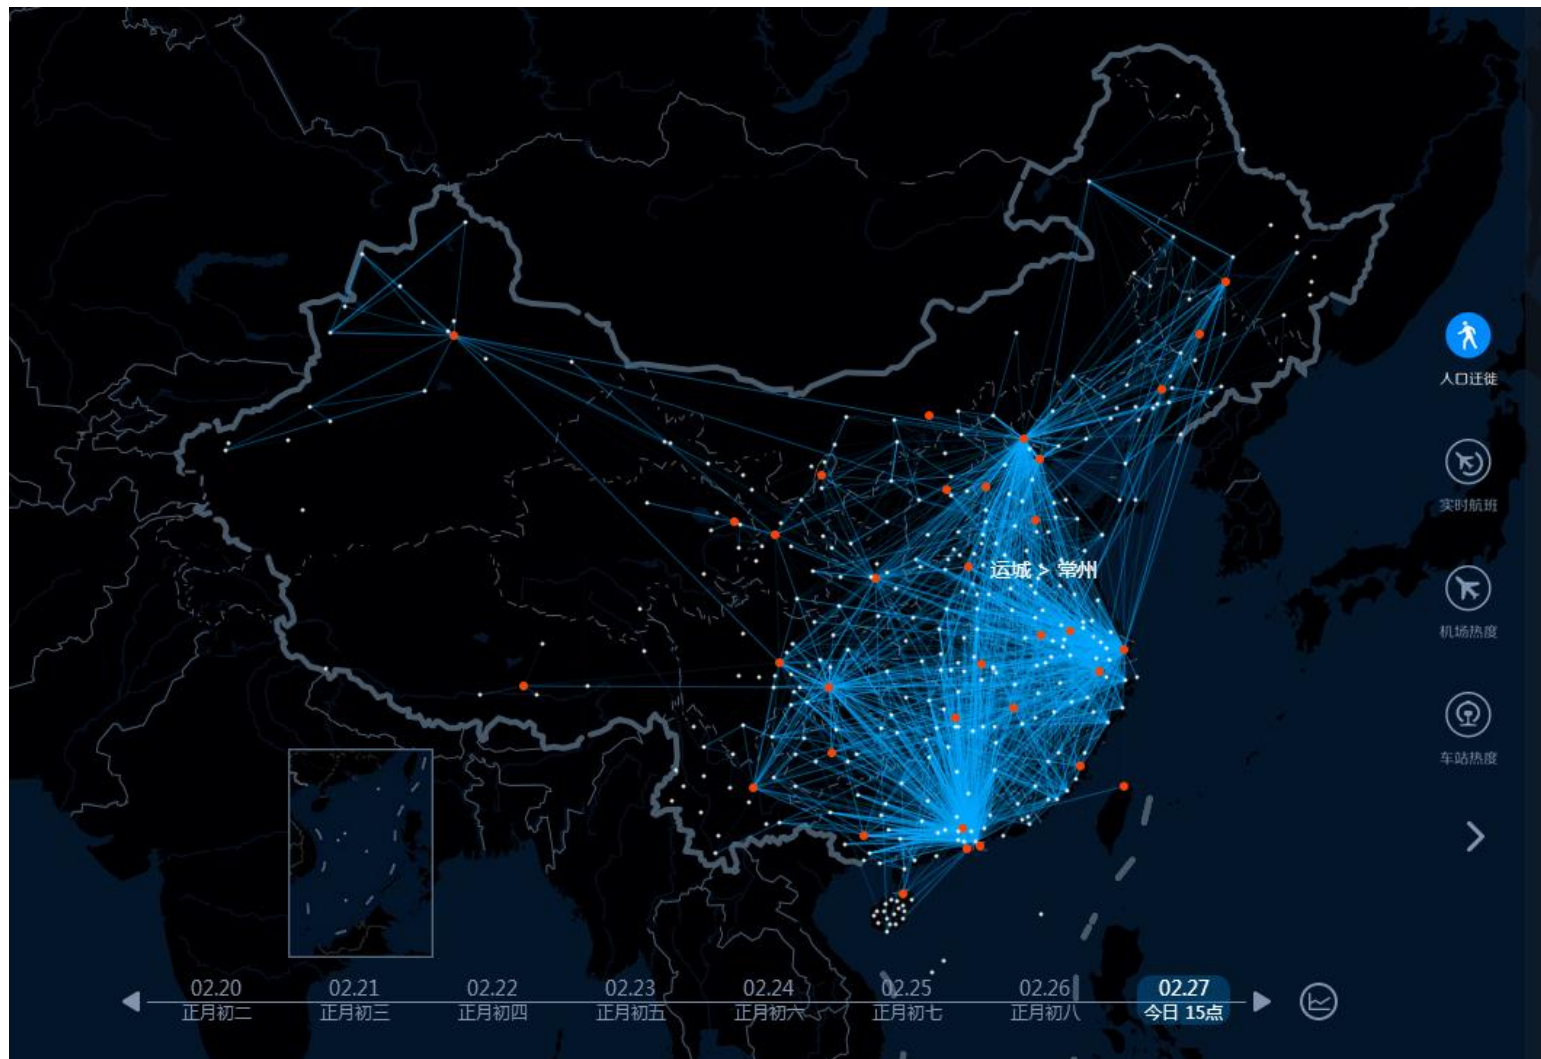 人口迁徙
实时航班
运城 > 常州
机场热度
车站热度
02.20 02.21 02.22 02.23 02.24 02.25 02.26 02.27
正月初二 正月初三 正月初四 正月初五 正月初六 正月初七 正月初八 今日 15点